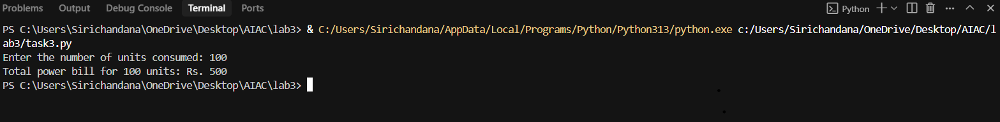 Problems Output Debug Console Terminal Ports Python
PS C:\Users\Sirichandana\OneDrive\Desktop\AIAC\lab3> & C:/Users/Sirichandana/AppData/Local/Programs/Python/Python313/python.exe c:/Users/Sirichandana/OneDrive/Desktop/AIAC/l
ab3/task3.py
Enter the number of units consumed: 100
Total power bill for 100 units: Rs. 500
PS C:\Users\Sirichandana\OneDrive\Desktop\AIAC\lab3>